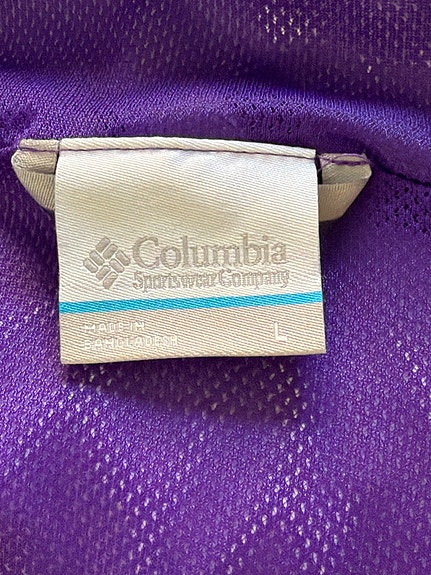 Columbia
Sportswear Company
MADE IN
BANGLADESH
L